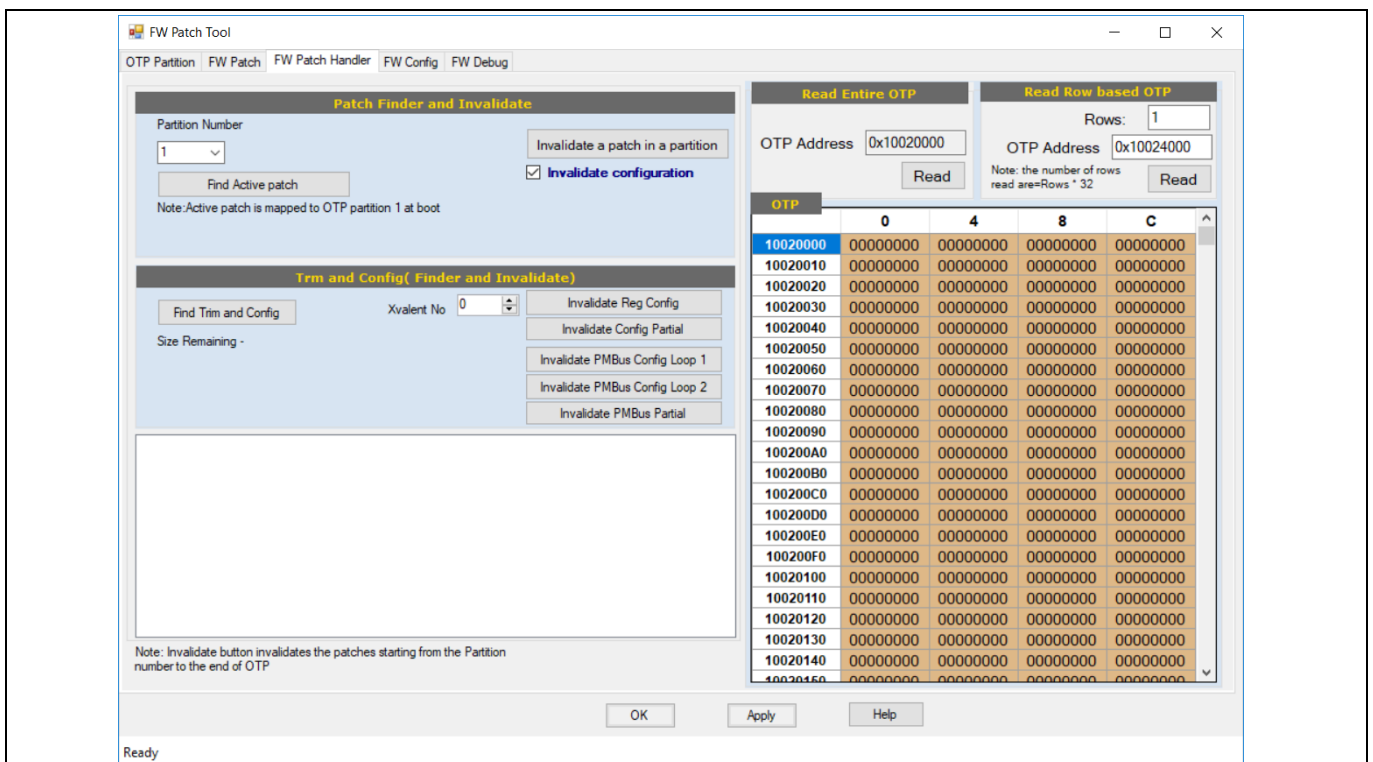 FW Patch Tool
OTP Partition FW Patch FW Patch Handler FW Config FW Debug
Patch Finder and Invalidate
Partition Number
1
Invalidate a patch in a partition
Invalidate configuration
Find Active patch
Note:Active patch is mapped to OTP partition 1 at boot
Trm and Config( Finder and Invalidate)
Find Trim and Config
Xvalent No 0
Invalidate Reg Config
Invalidate Config Partial
Size Remaining -
Invalidate PMBus Config Loop 1
Invalidate PMBus Config Loop 2
Invalidate PMBus Partial
Note: Invalidate button invalidates the patches starting from the Partition
number to the end of OTP
Read Entire OTP
OTP Address 0x10020000
Read
Read Row based OTP
Rows: 1
OTP Address 0x10024000
Note: the number of rows
read are=Rows * 32
Read
OTP
0 4 8 C
10020000 00000000 00000000 00000000 00000000
10020010 00000000 00000000 00000000 00000000
10020020 00000000 00000000 00000000 00000000
10020030 00000000 00000000 00000000 00000000
10020040 00000000 00000000 00000000 00000000
10020050 00000000 00000000 00000000 00000000
10020060 00000000 00000000 00000000 00000000
10020070 00000000 00000000 00000000 00000000
10020080 00000000 00000000 00000000 00000000
10020090 00000000 00000000 00000000 00000000
100200A0 00000000 00000000 00000000 00000000
100200B0 00000000 00000000 00000000 00000000
100200C0 00000000 00000000 00000000 00000000
100200D0 00000000 00000000 00000000 00000000
100200E0 00000000 00000000 00000000 00000000
100200F0 00000000 00000000 00000000 00000000
10020100 00000000 00000000 00000000 00000000
10020110 00000000 00000000 00000000 00000000
10020120 00000000 00000000 00000000 00000000
10020130 00000000 00000000 00000000 00000000
10020140 00000000 00000000 00000000 00000000
10020150 00000000 00000000 00000000 00000000
OK Apply Help
Ready